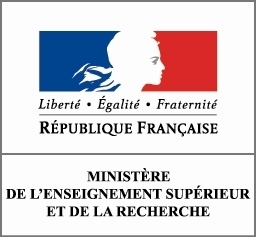 Liberté • Égalité • Fraternité
RÉPUBLIQUE FRANÇAISE
MINISTÈRE
DE L'ENSEIGNEMENT SUPÉRIEUR
ET DE LA RECHERCHE